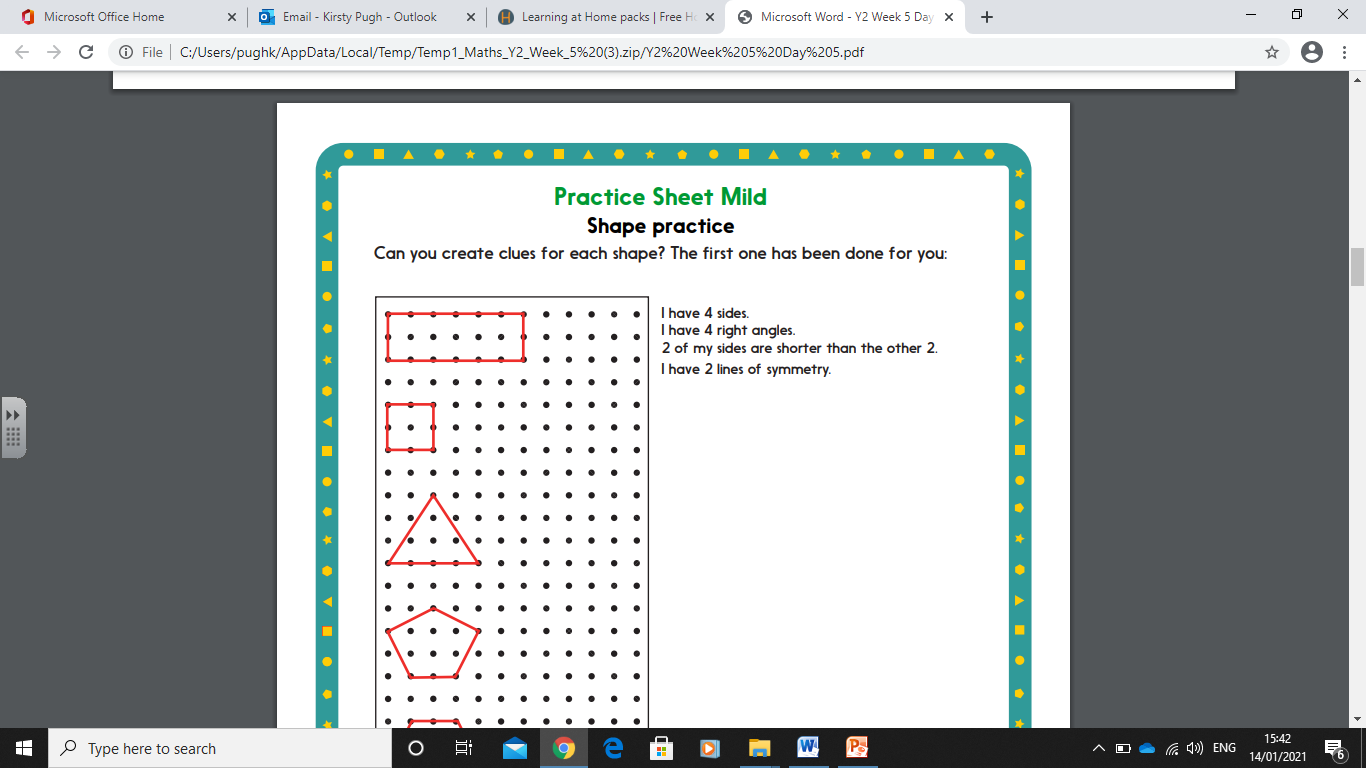 Microsoft Office Home
Email - Kirsty Pugh - Outlook
Learning at Home packs | Free Ho
Microsoft Word - Y2 Week 5 Day
File
C:/Users/pughk/AppData/Local/Temp/Temp1_Maths_Y2_Week_5%20(3).zip/Y2%20Week%205%20Day%205.pdf
Practice Sheet Mild
Shape practice
Can you create clues for each shape? The first one has been done for you:
I have 4 sides.
I have 4 right angles.
2 of my sides are shorter than the other 2.
I have 2 lines of symmetry.
Type here to search
ENG
15:42
14/01/2021
6